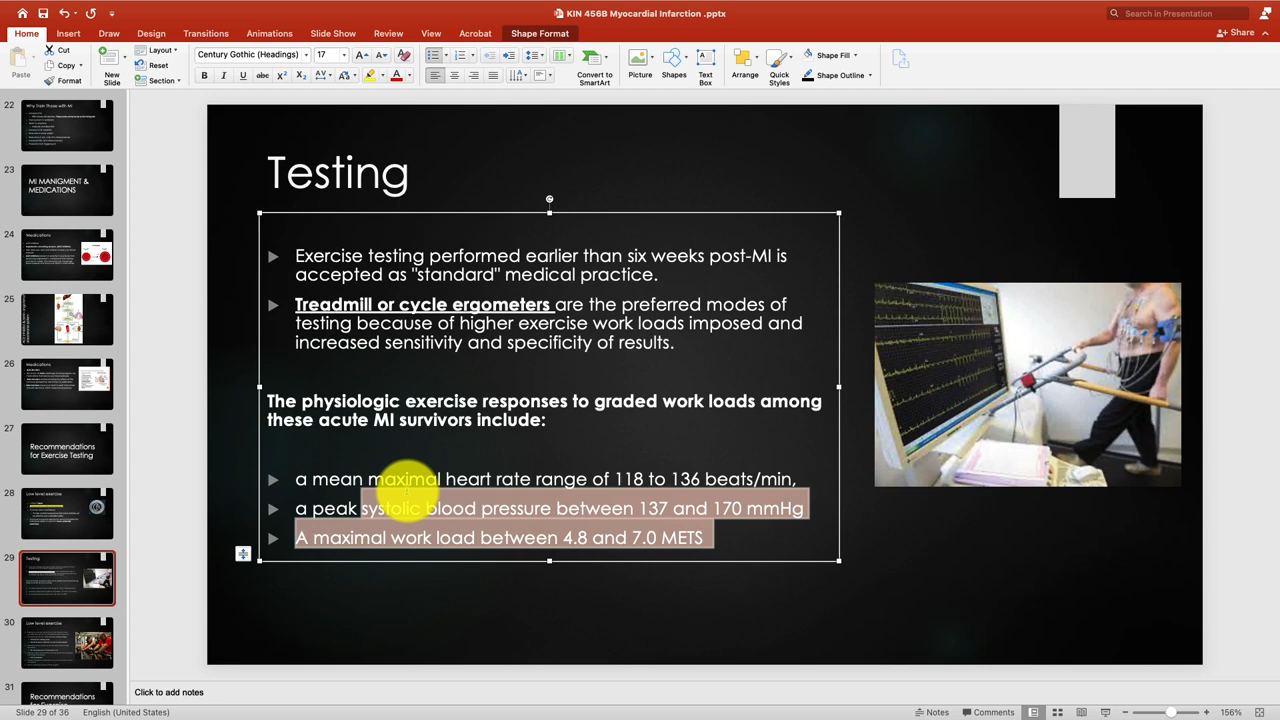 KIN 456B Myocardial Infarction .pptx
Search in Presentation
Home
Insert
Draw
Design
Transitions
Animations
Slide Show
Review
View
Acrobat
Shape Format
Share
Paste
Cut
Copy
Format
New Slide
Layout
Reset
Section
Century Gothic (Headings)
17
Convert to SmartArt
Picture
Shapes
Text Box
Arrange
Quick Styles
Shape Fill
Shape Outline
22
Why Train Those with MI
23
MI MANIGMENT & MEDICATIONS
24
Medications
25
26
Medications
27
Recommendations for Exercise Testing
28
Low level exercise
29
Testing
30
Low level exercise
31
Recommendations
for Exercise
Testing
Exercise testing performed earlier than six weeks post-MI is
accepted as "standard" medical practice.
Treadmill or cycle ergometers are the preferred modes of
testing because of higher exercise work loads imposed and
increased sensitivity and specificity of results.
The physiologic exercise responses to graded work loads among
these acute MI survivors include:
a mean maximal heart rate range of 118 to 136 beats/min,
a peak systolic blood pressure between 137 and 170 mmHg
A maximal work load between 4.8 and 7.0 METS
Click to add notes
Slide 29 of 36
English (United States)
Notes
Comments
156%